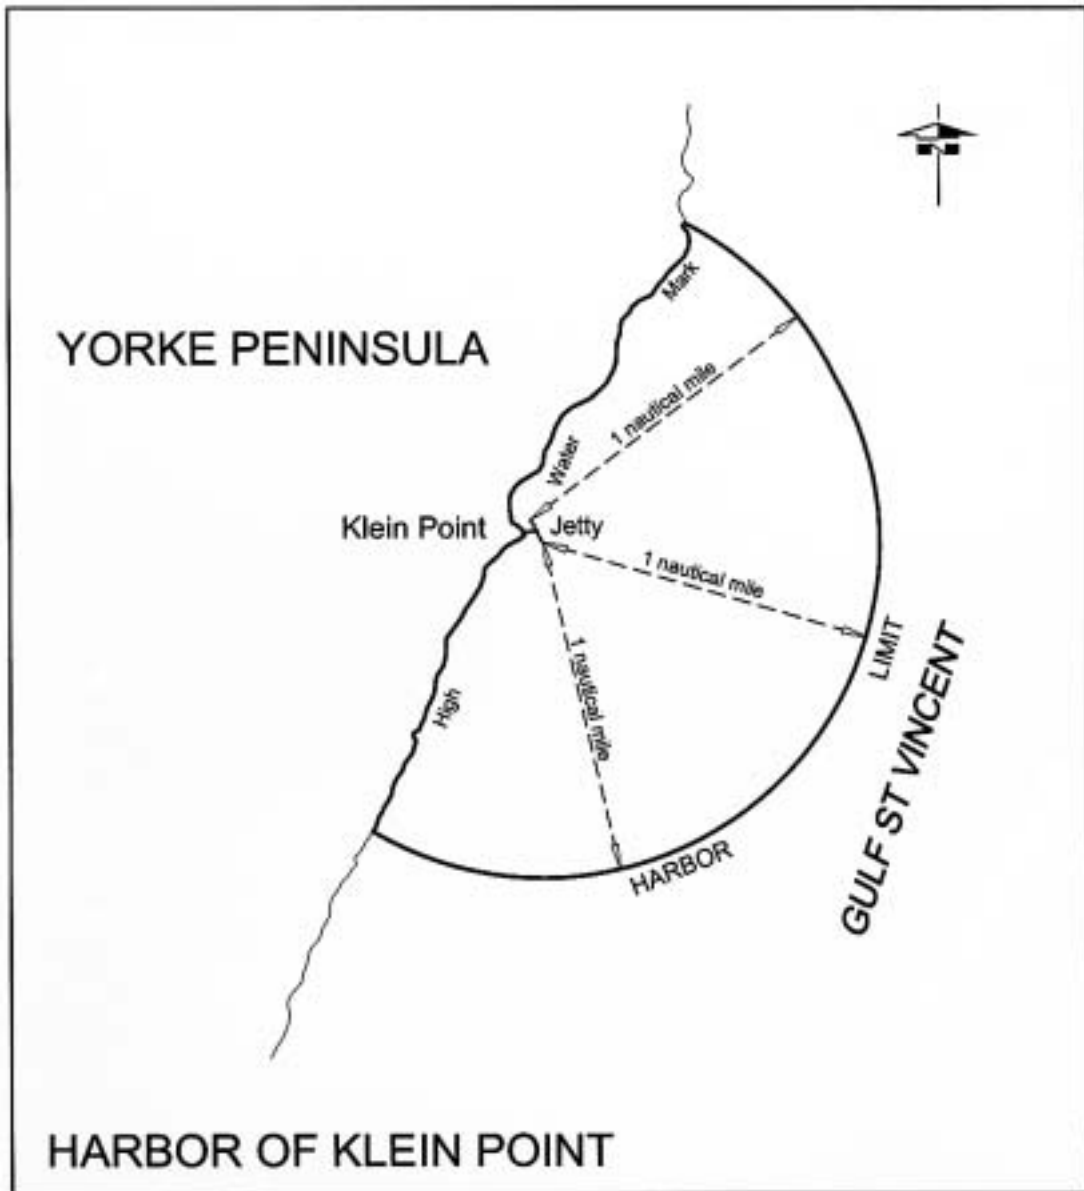 N
YORKE PENINSULA
Mark
1 nautical mile
Water
Klein Point
Jetty
1 nautical mile
1 nautical mile
High
LIMIT
HARBOR
GULF ST VINCENT
HARBOR OF KLEIN POINT